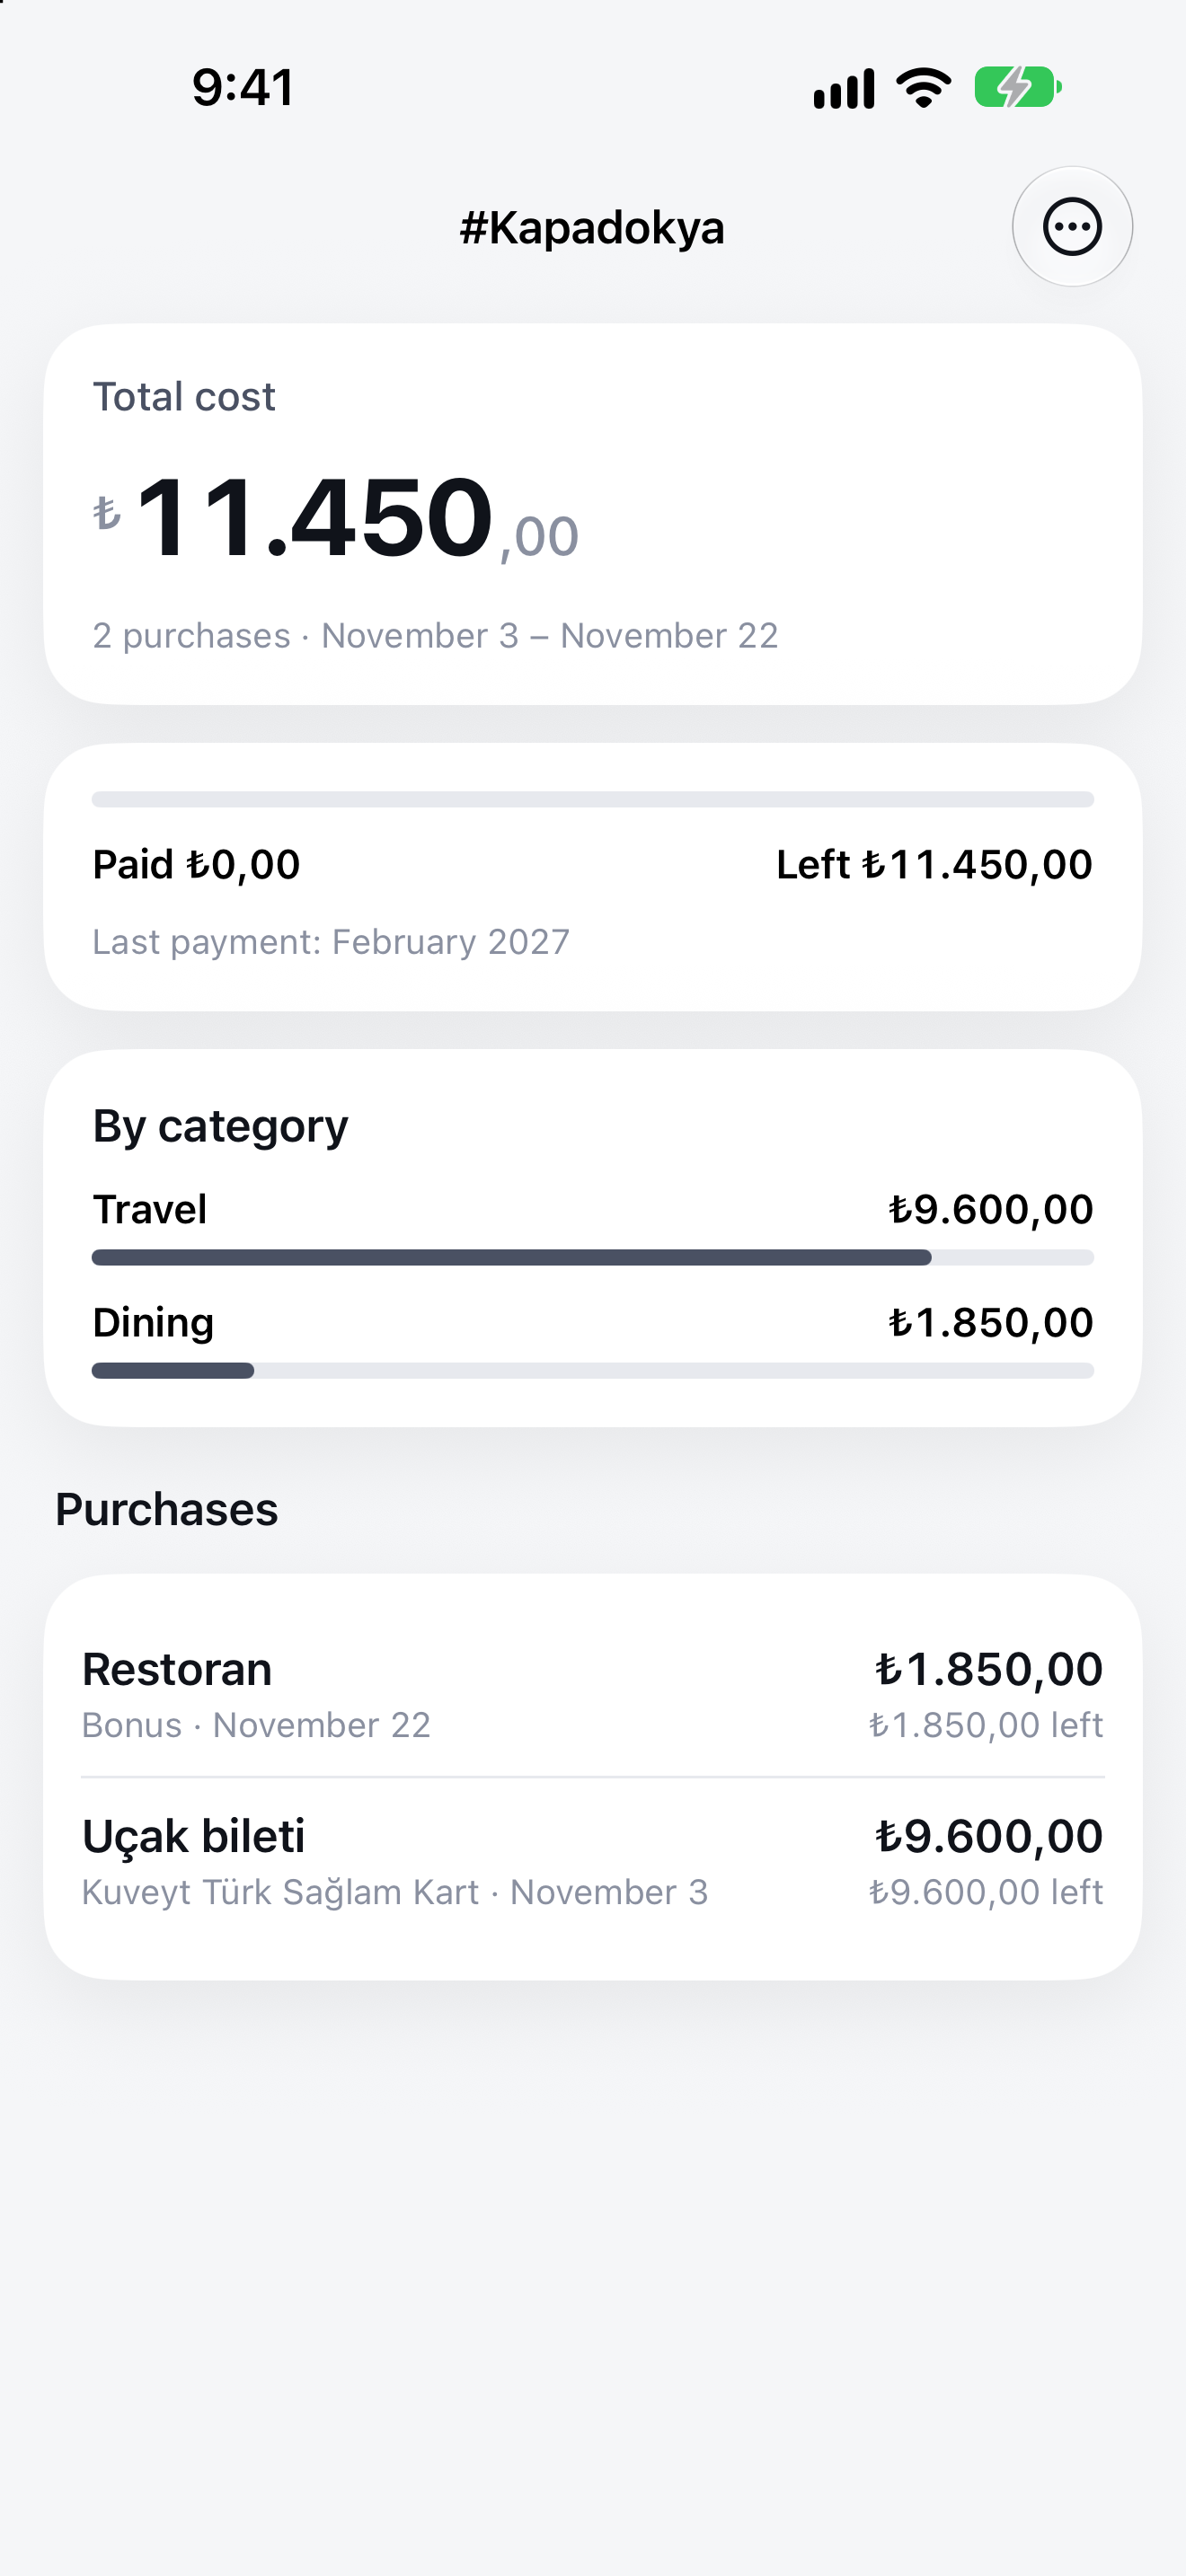 9:41
#Kapadokya
Total cost
₺11.450,00
2 purchases · November 3 – November 22
Paid ₺0,00
Left ₺11.450,00
Last payment: February 2027
By category
Travel ₺9.600,00
Dining ₺1.850,00
Purchases
Restoran ₺1.850,00
Bonus · November 22 ₺1.850,00 left
Uçak bileti ₺9.600,00
Kuveyt Türk Sağlam Kart · November 3 ₺9.600,00 left